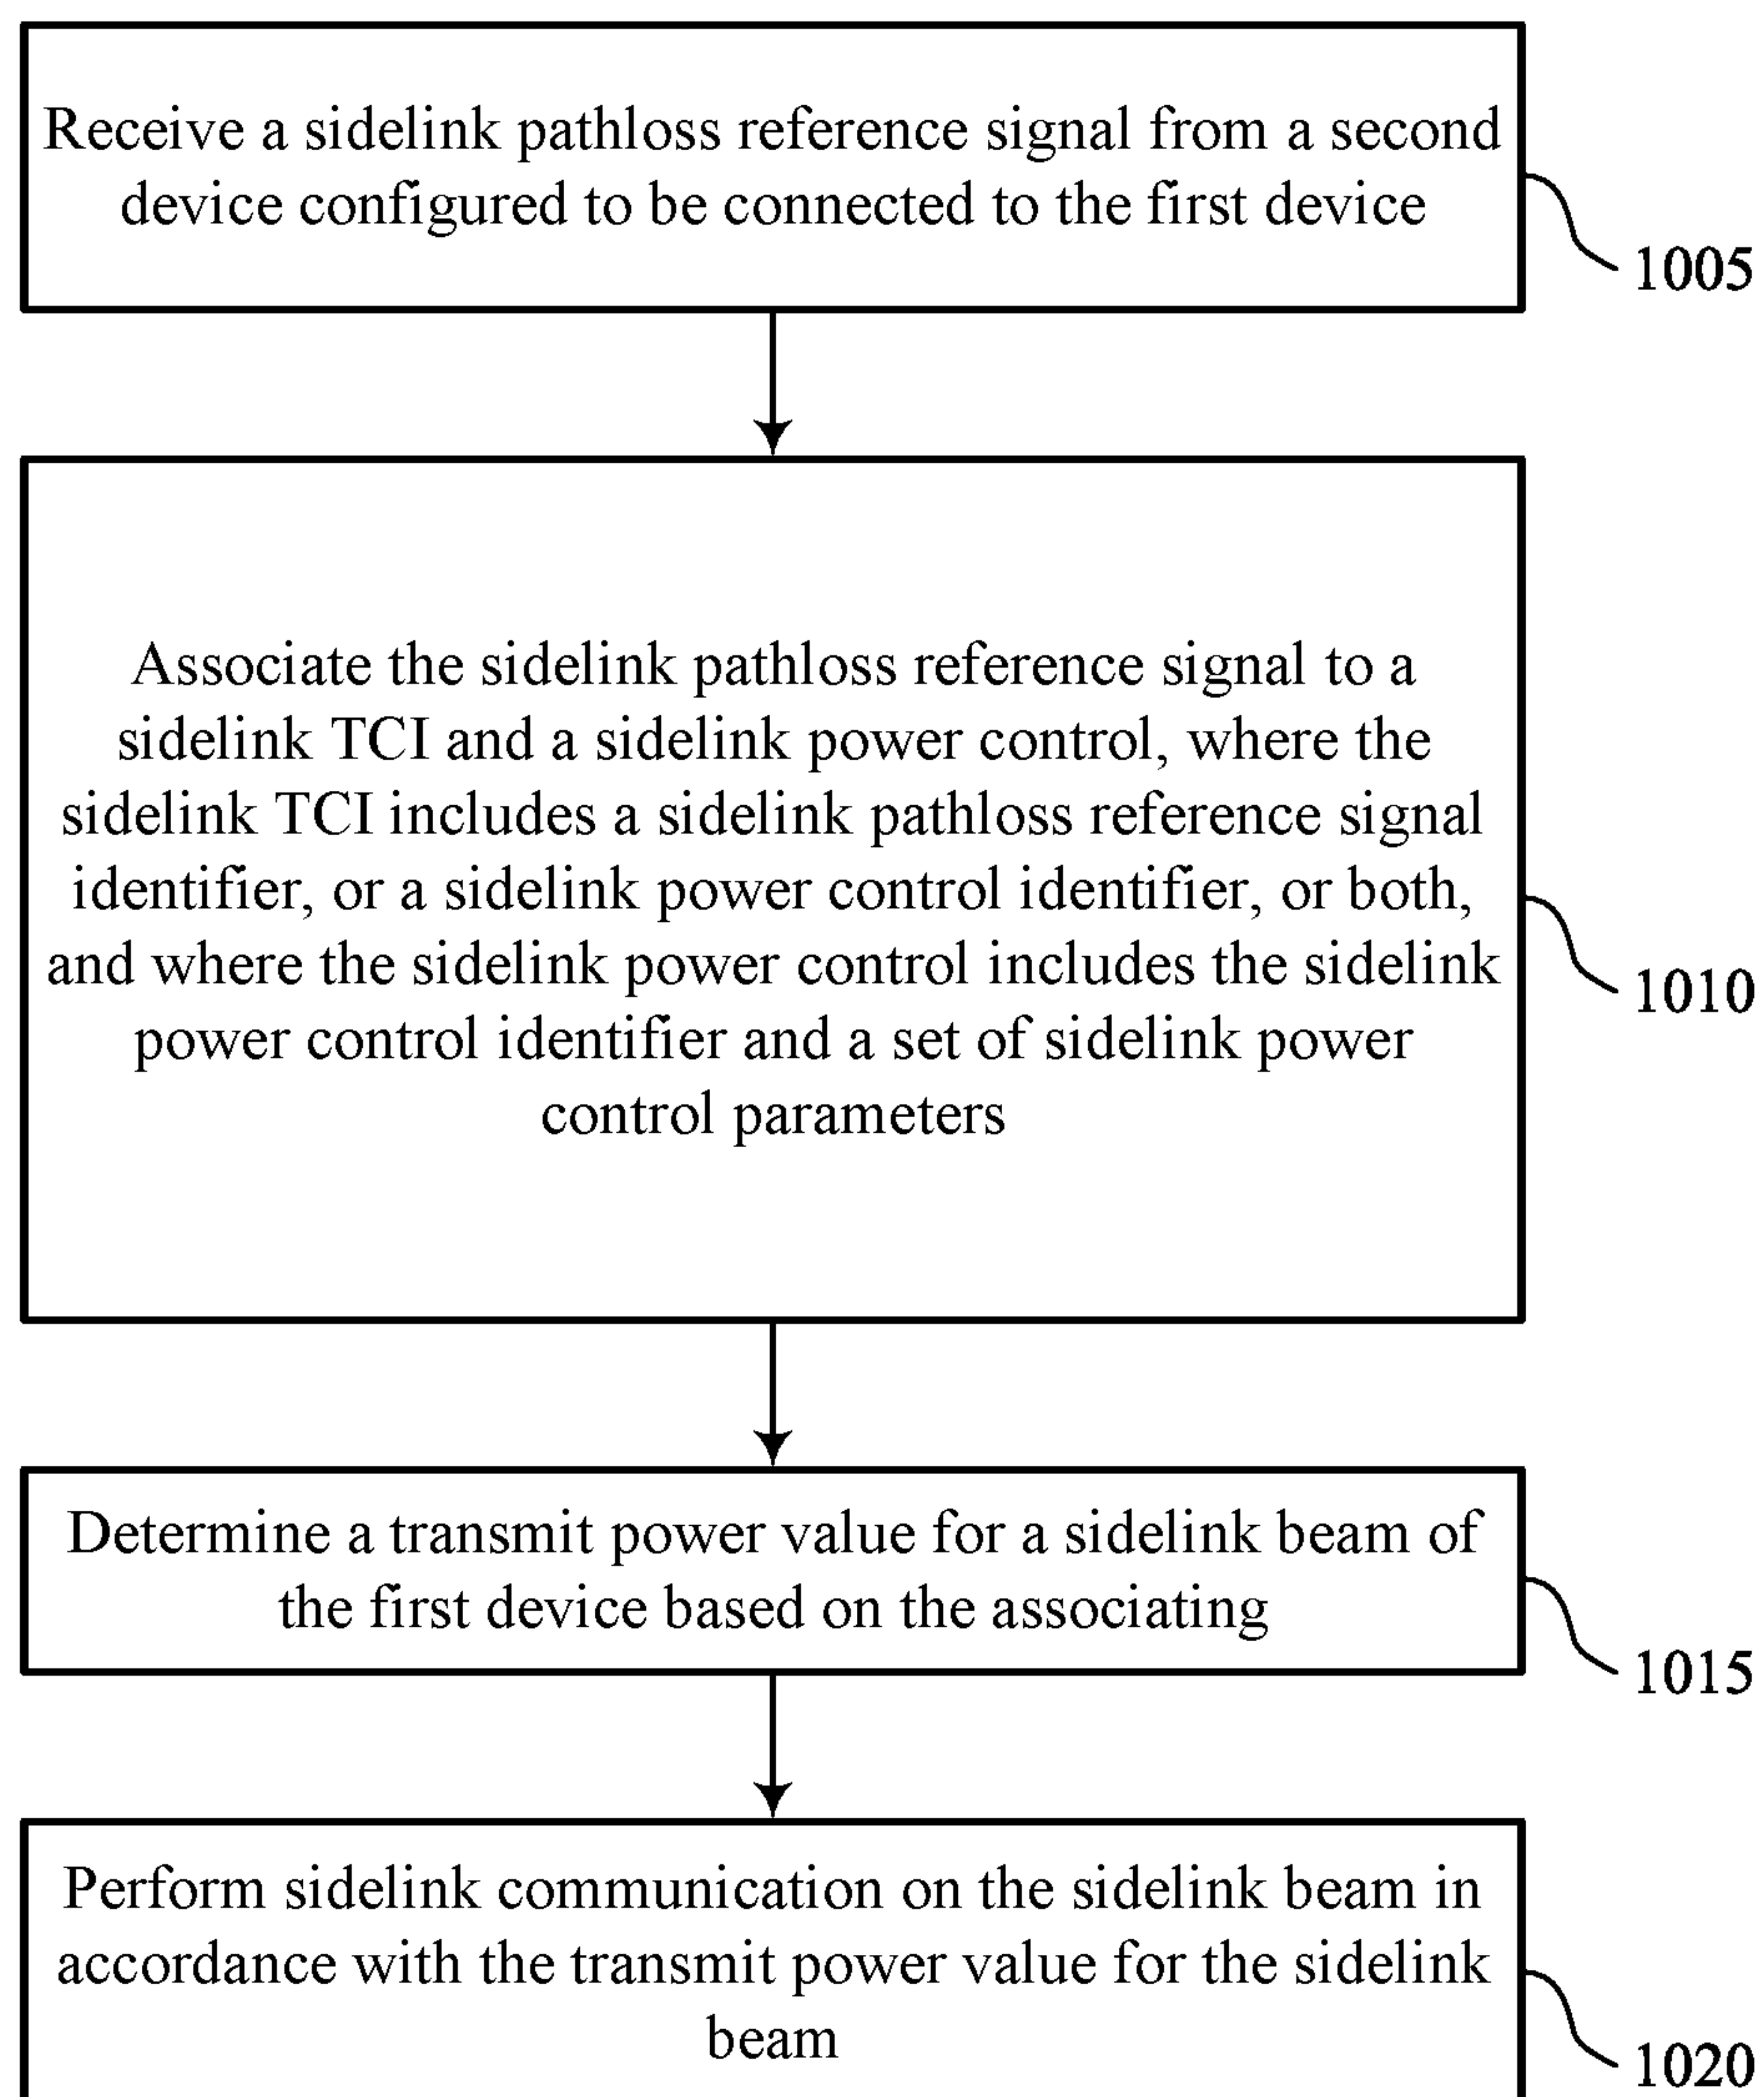 Receive a sidelink pathloss reference signal from a second
device configured to be connected to the first device
1005
Associate the sidelink pathloss reference signal to a
sidelink TCI and a sidelink power control, where the
sidelink TCI includes a sidelink pathloss reference signal
identifier, or a sidelink power control identifier, or both,
and where the sidelink power control includes the sidelink
power control identifier and a set of sidelink power
control parameters
1010
Determine a transmit power value for a sidelink beam of
the first device based on the associating
1015
Perform sidelink communication on the sidelink beam in
accordance with the transmit power value for the sidelink
beam
1020